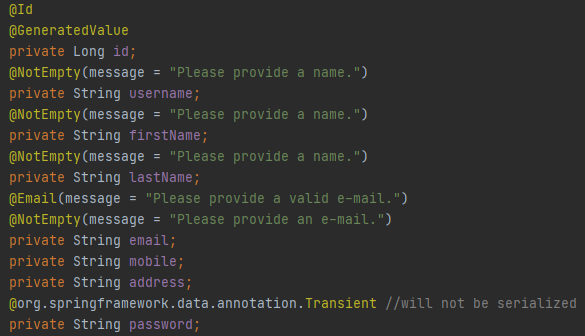 @Id
@GeneratedValue
private Long id;
@NotEmpty(message = "Please provide a name.")
private String username;
@NotEmpty(message = "Please provide a name.")
private String firstName;
@NotEmpty(message = "Please provide a name.")
private String lastName;
@Email(message = "Please provide a valid e-mail.")
@NotEmpty(message = "Please provide an e-mail.")
private String email;
private String mobile;
private String address;
@org.springframework.data.annotation.Transient //will not be serialized
private String password;